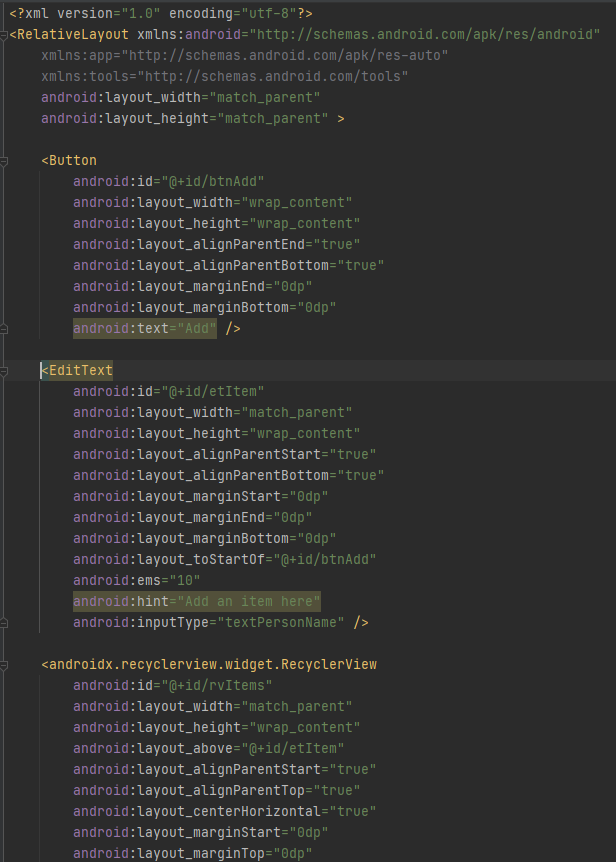 <?xml version="1.0" encoding="utf-8"?>
<RelativeLayout xmlns:android="http://schemas.android.com/apk/res/android"
    xmlns:app="http://schemas.android.com/apk/res-auto"
    xmlns:tools="http://schemas.android.com/tools"
    android:layout_width="match_parent"
    android:layout_height="match_parent" >

    <Button
        android:id="@+id/btnAdd"
        android:layout_width="wrap_content"
        android:layout_height="wrap_content"
        android:layout_alignParentEnd="true"
        android:layout_alignParentBottom="true"
        android:layout_marginEnd="0dp"
        android:layout_marginBottom="0dp"
        android:text="Add" />

    <EditText
        android:id="@+id/etItem"
        android:layout_width="match_parent"
        android:layout_height="wrap_content"
        android:layout_alignParentStart="true"
        android:layout_alignParentBottom="true"
        android:layout_marginStart="0dp"
        android:layout_marginEnd="0dp"
        android:layout_marginBottom="0dp"
        android:layout_toStartOf="@+id/btnAdd"
        android:ems="10"
        android:hint="Add an item here"
        android:inputType="textPersonName" />

    <androidx.recyclerview.widget.RecyclerView
        android:id="@+id/rvItems"
        android:layout_width="match_parent"
        android:layout_height="wrap_content"
        android:layout_above="@+id/etItem"
        android:layout_alignParentStart="true"
        android:layout_alignParentTop="true"
        android:layout_centerHorizontal="true"
        android:layout_marginStart="0dp"
        android:layout_marginTop="0dp"